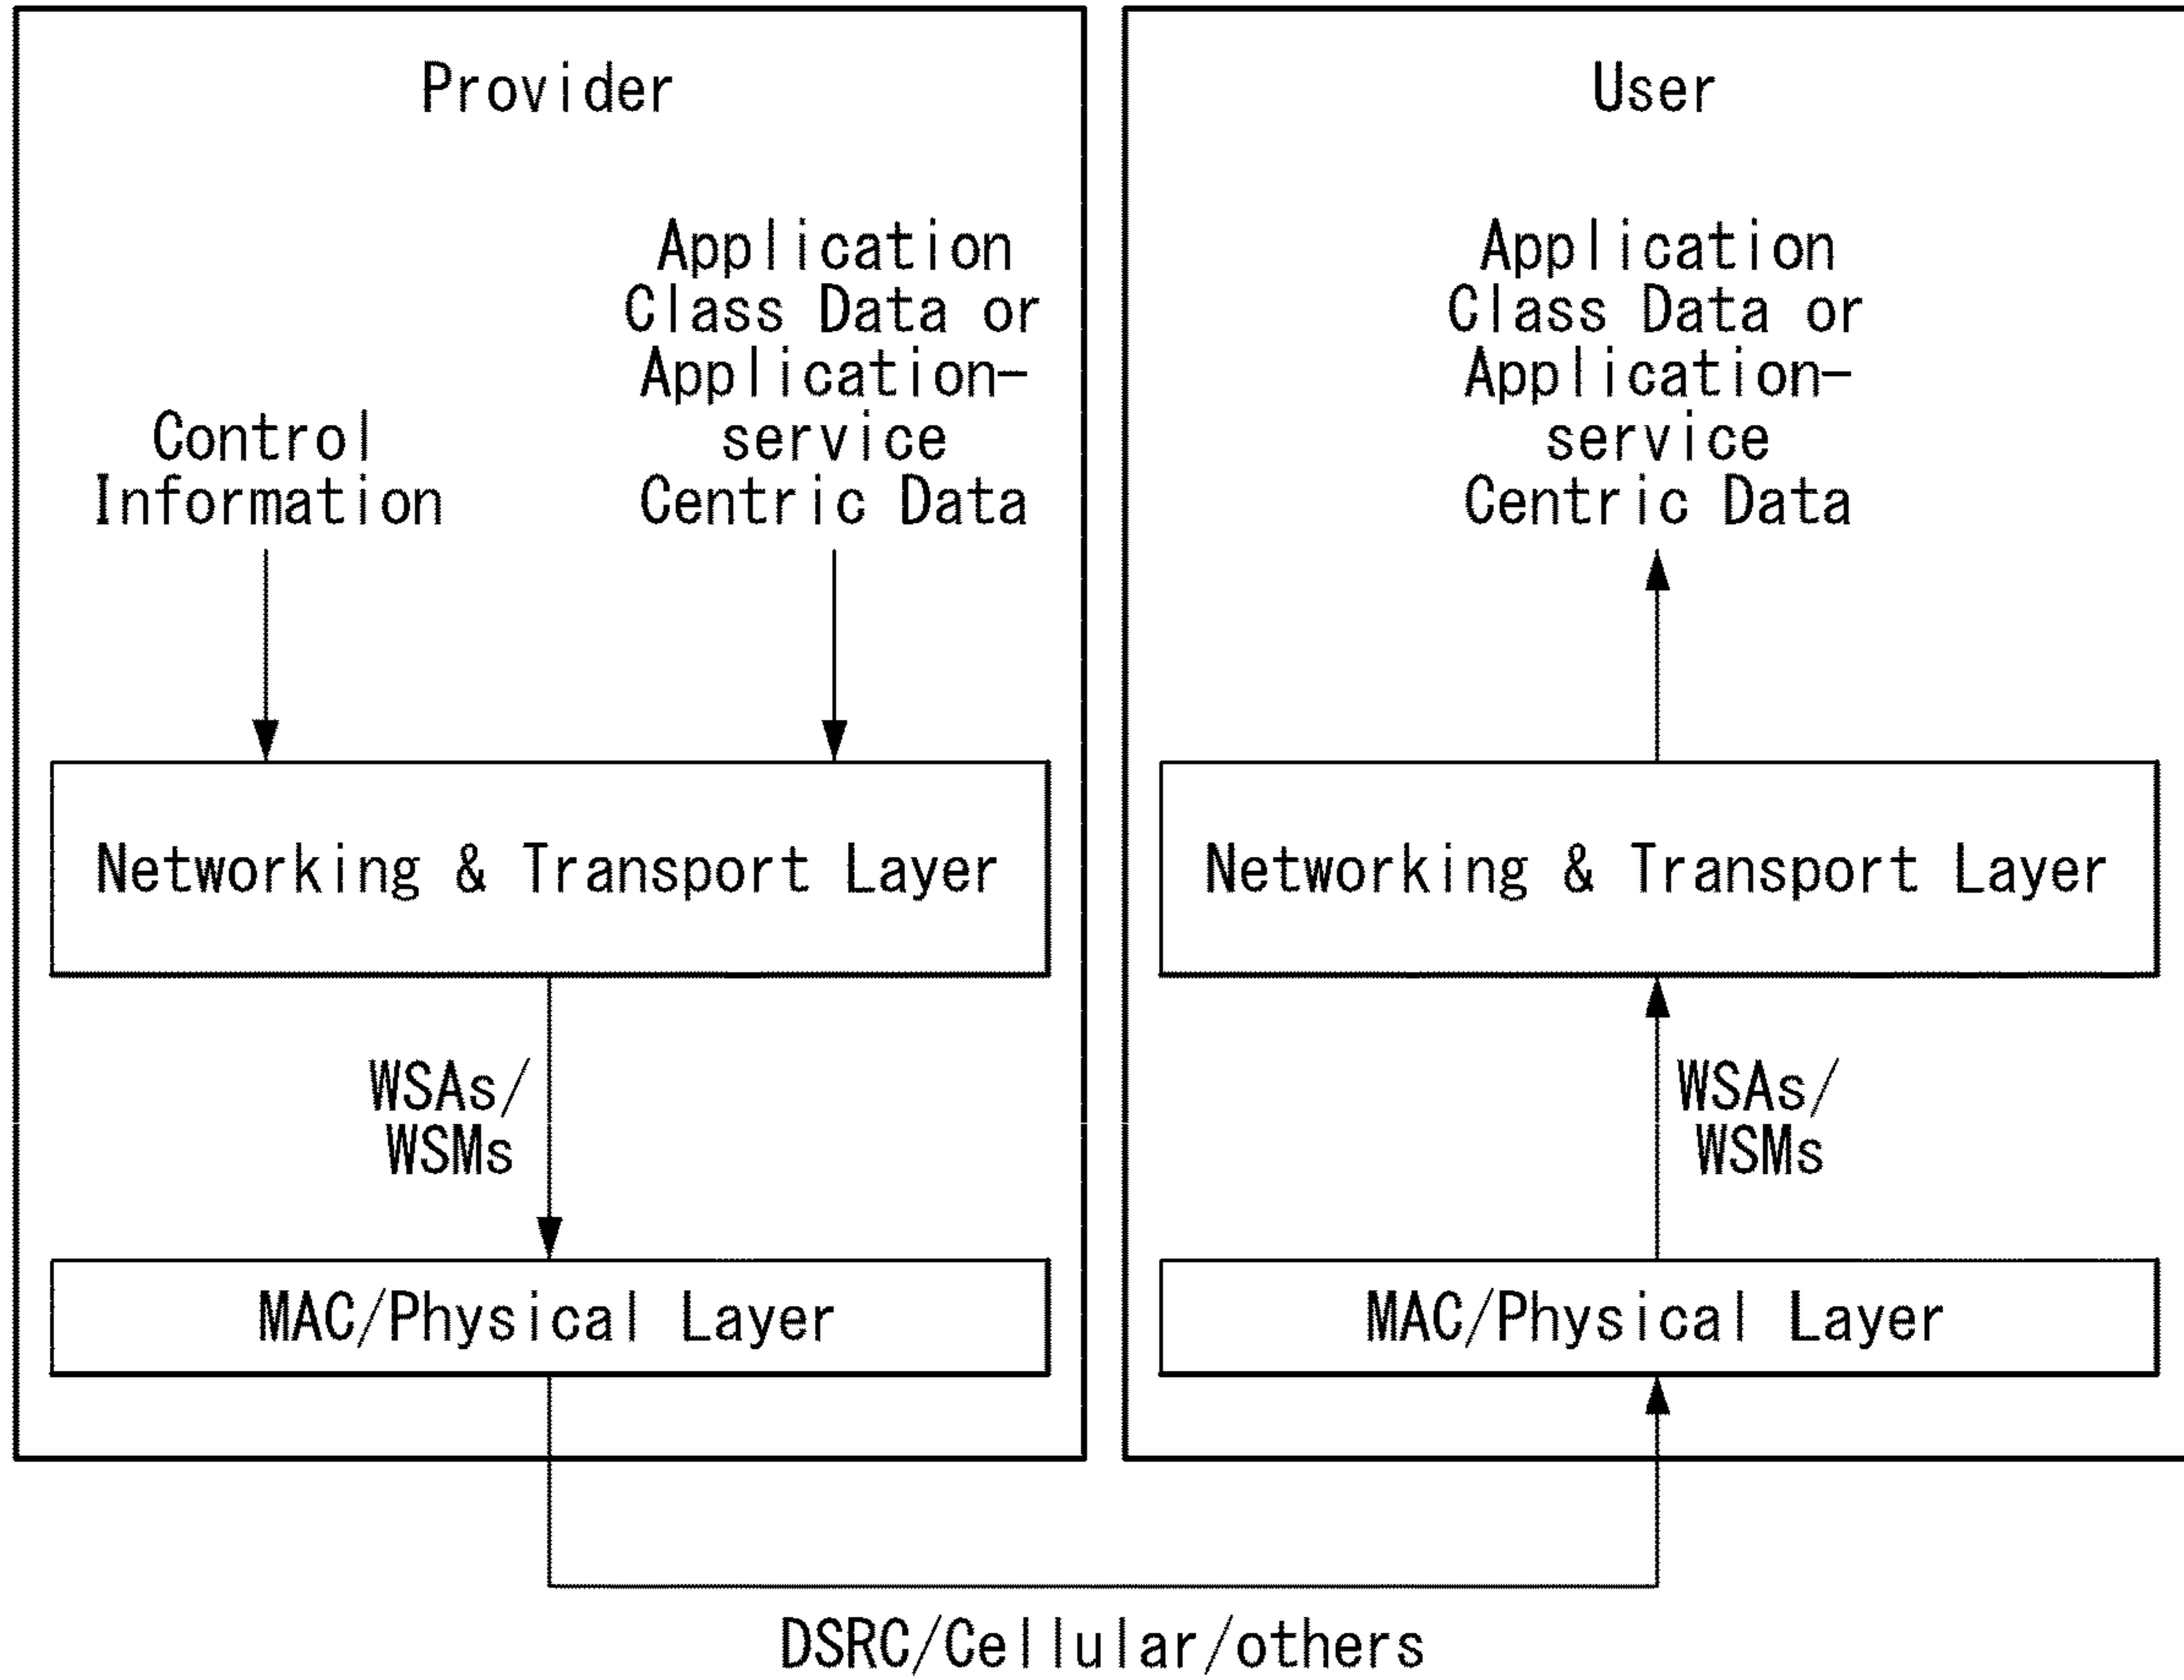 Provider
Control
Information
Application
Class Data or
Application-
service
Centric Data
Networking & Transport Layer
WSAs/
WSMs
MAC/Physical Layer
User
Application
Class Data or
Application-
service
Centric Data
Networking & Transport Layer
WSAs/
WSMs
MAC/Physical Layer
DSRC/Cellular/others